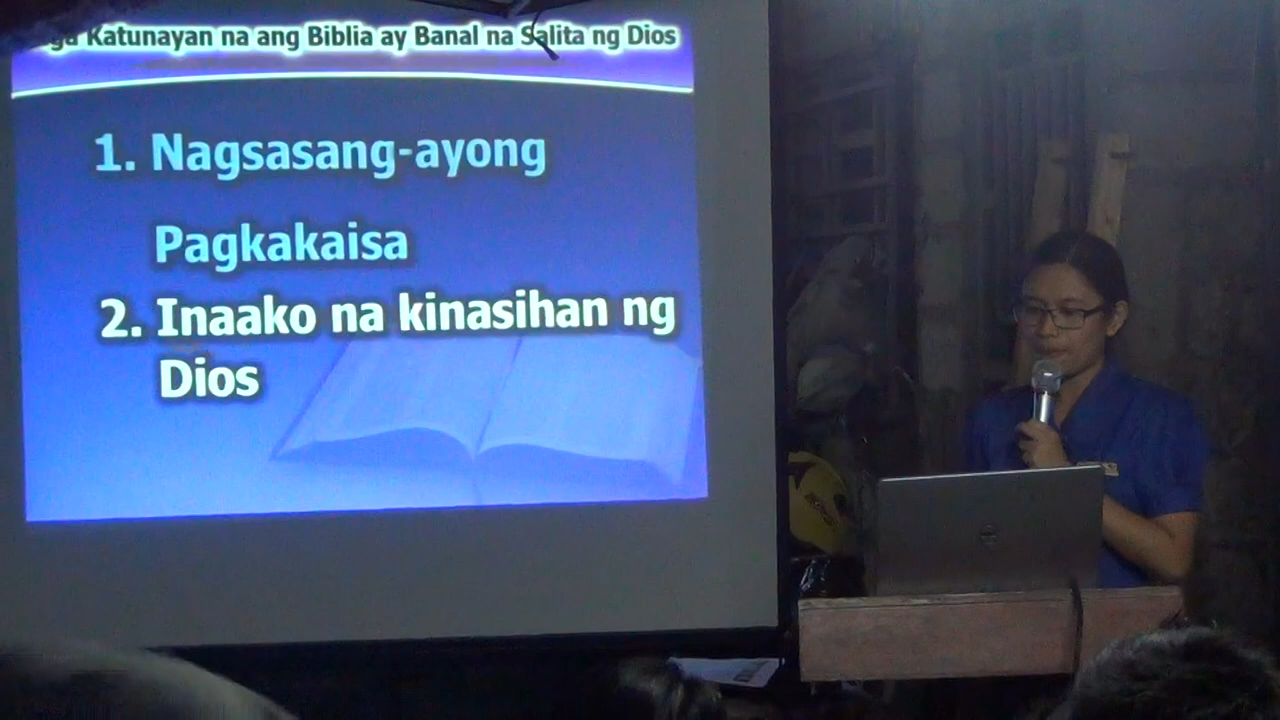 Katunayan na ang Biblia ay Banal na Salita ng Dios
1. Nagsasang-ayong
Pagkakaisa
2. Inaako na kinasihan ng
Dios